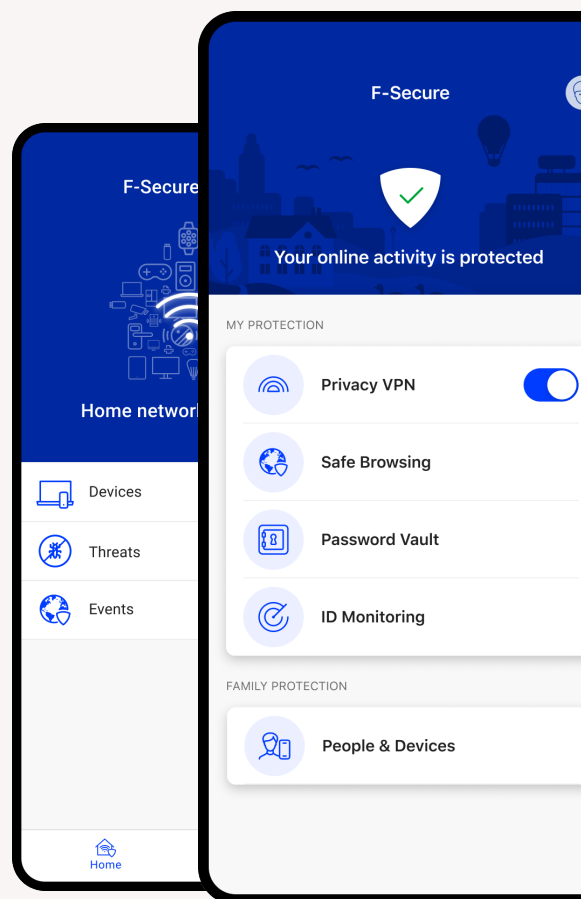 F-Secure
Your online activity is protected
MY PROTECTION
Privacy VPN
Safe Browsing
Password Vault
ID Monitoring
FAMILY PROTECTION
People & Devices
F-Secure
Home networ
Devices
Threats
Events
Home